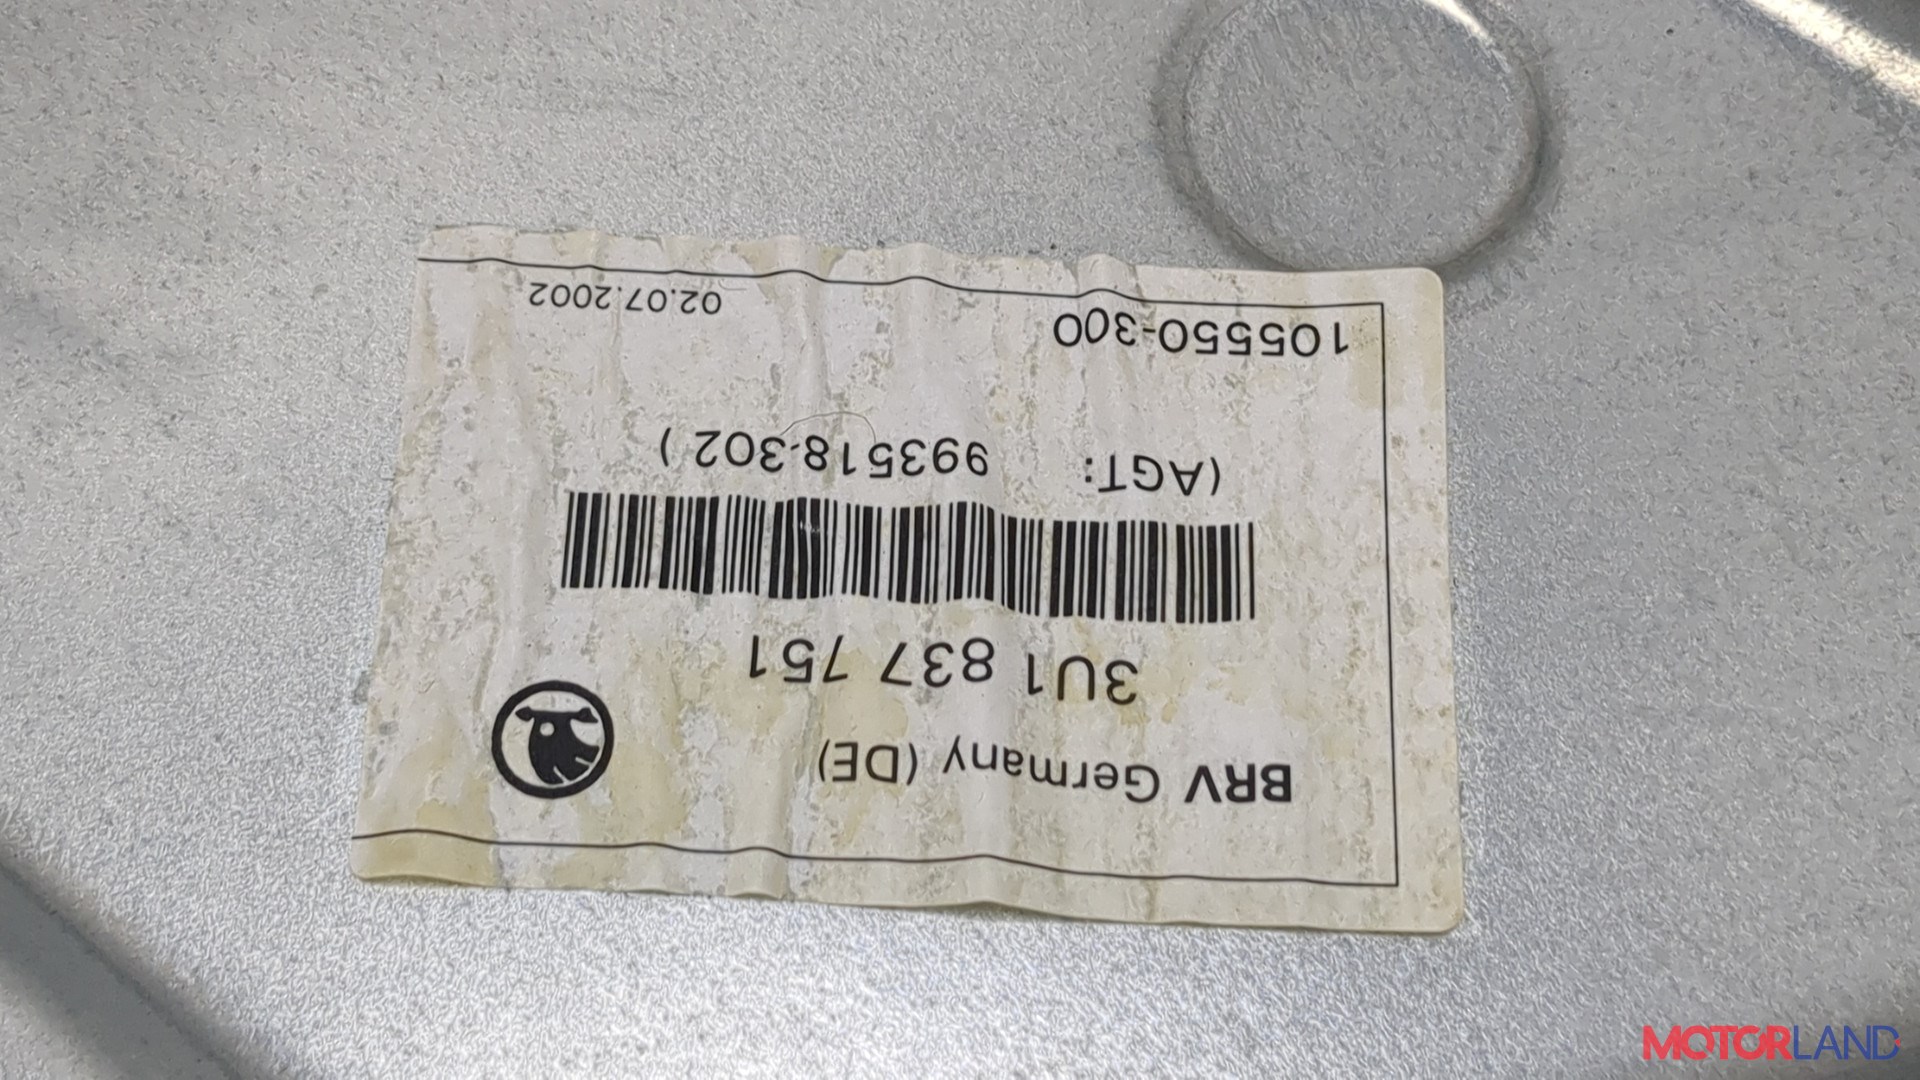 BRV Germany (DE)
3U1 837 751
(AGT: 993518-302 )
105550-300 02.07.2002
MOTORLAND